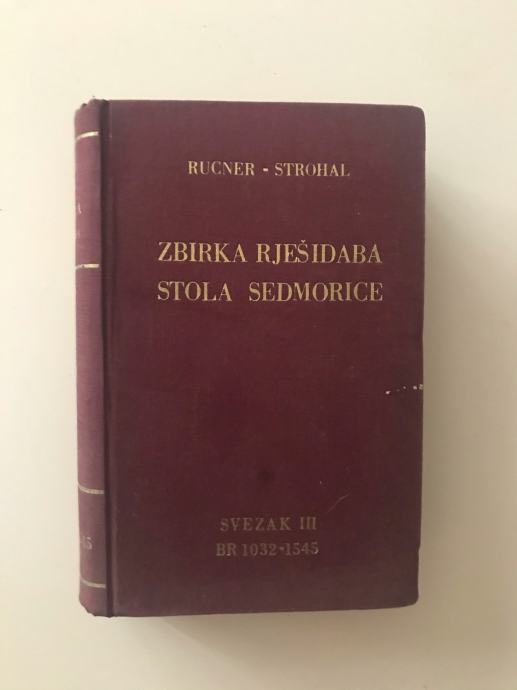 RUCNER - STROHAL
ZBIRKA RJEŠIDABA
STOLA SEDMORICE
SVEZAK III
BR 1032-1545